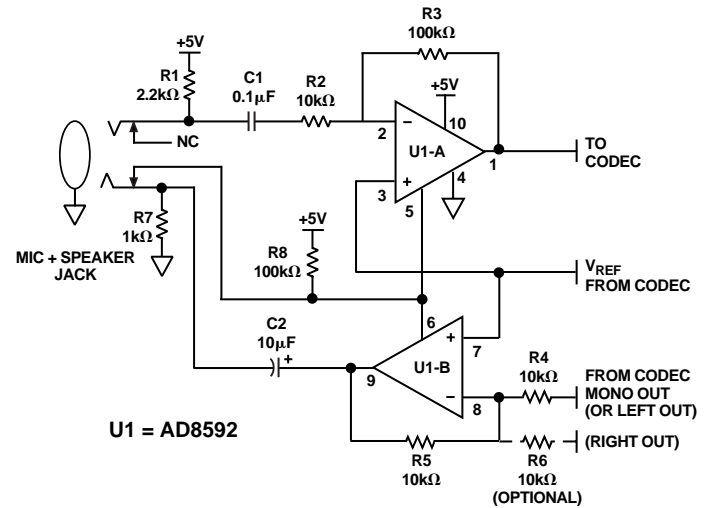 +5V
R1
2.2kΩ
C1
0.1μF
R2
10kΩ
R3
100kΩ
+5V
10
2
−
U1-A
+
3
4
5
1
TO
CODEC
NC
R7
1kΩ
MIC + SPEAKER
JACK
+5V
R8
100kΩ
VREF
FROM CODEC
C2
10μF
+
6
+
7
U1-B
9
−
8
R4
10kΩ
FROM CODEC
MONO OUT
(OR LEFT OUT)
R5
10kΩ
R6
10kΩ
(OPTIONAL)
(RIGHT OUT)
U1 = AD8592